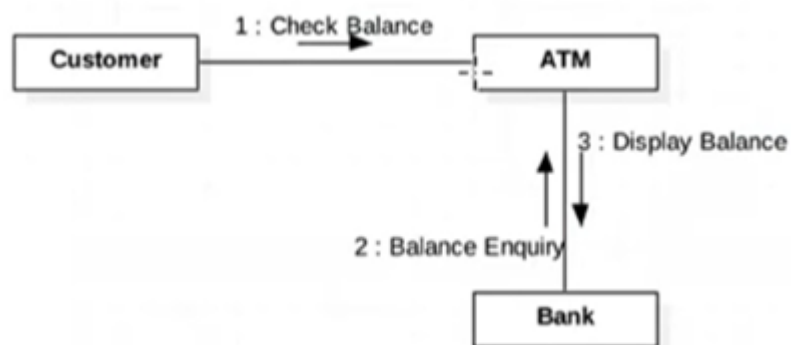 1 : Check Balance
Customer
ATM
3 : Display Balance
2 : Balance Enquiry
Bank